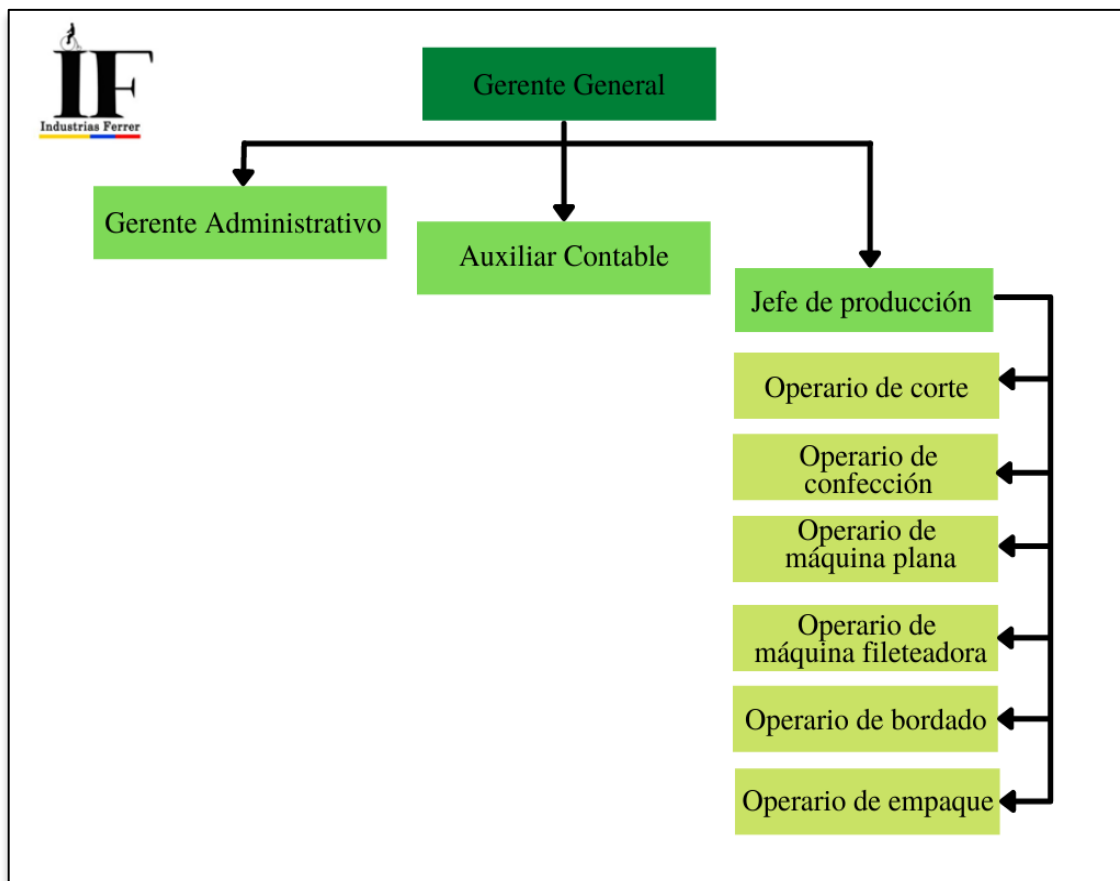 IF
Industrias Ferrer
Gerente General
Gerente Administrativo
Auxiliar Contable
Jefe de producción
Operario de corte
Operario de
confección
Operario de
máquina plana
Operario de
máquina fileteadora
Operario de bordado
Operario de empaque